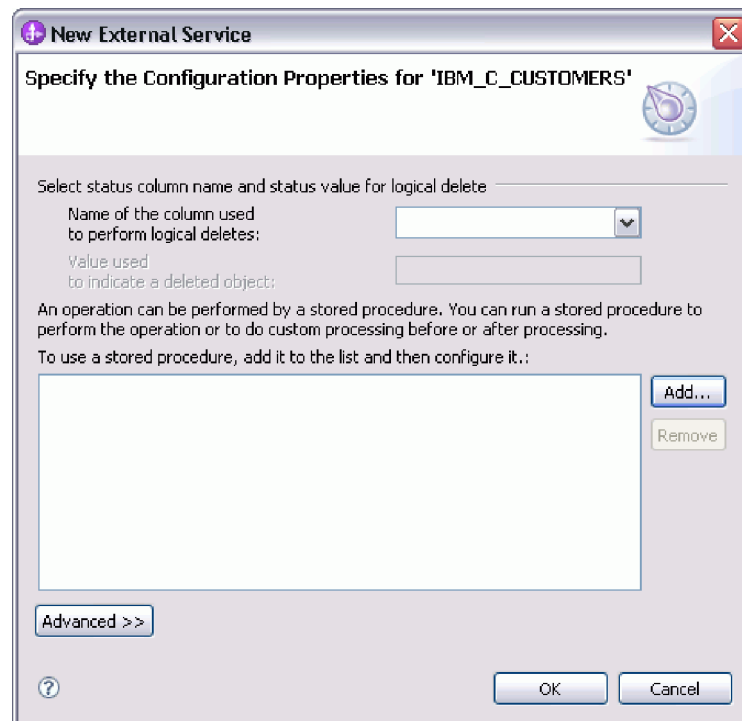 New External Service
Specify the Configuration Properties for 'IBM_C_CUSTOMERS'
Select status column name and status value for logical delete
Name of the column used
to perform logical deletes:
Value used
to indicate a deleted object:
An operation can be performed by a stored procedure. You can run a stored procedure to
perform the operation or to do custom processing before or after processing.
To use a stored procedure, add it to the list and then configure it.:
Add...
Remove
Advanced >>
?
OK
Cancel